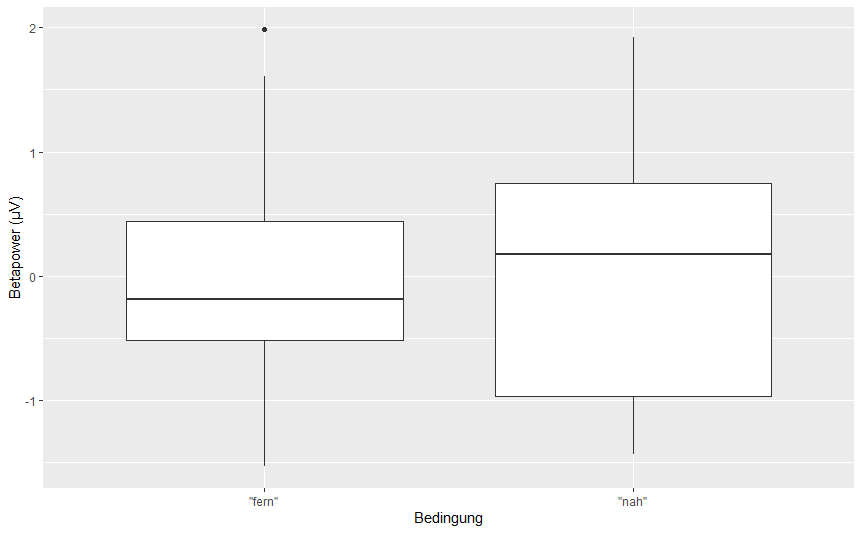 2
1
0
-1
Betapower (µV)
"fern"
"nah"
Bedingung